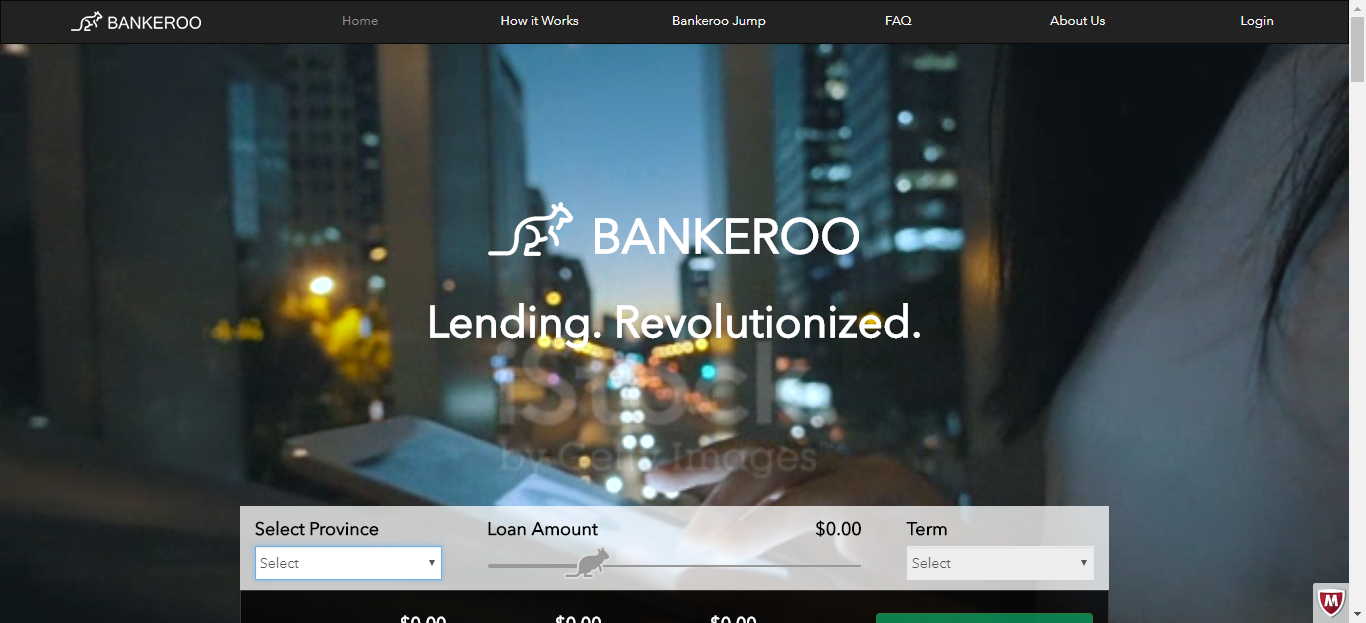 BANKEROO
Home
How it Works
Bankeroo Jump
FAQ
About Us
Login
BANKEROO
Lending. Revolutionized.
iStock
by Getty Images
Select Province
Loan Amount
$0.00
Term
Select
Select
$0.00
$0.00
$0.00
M